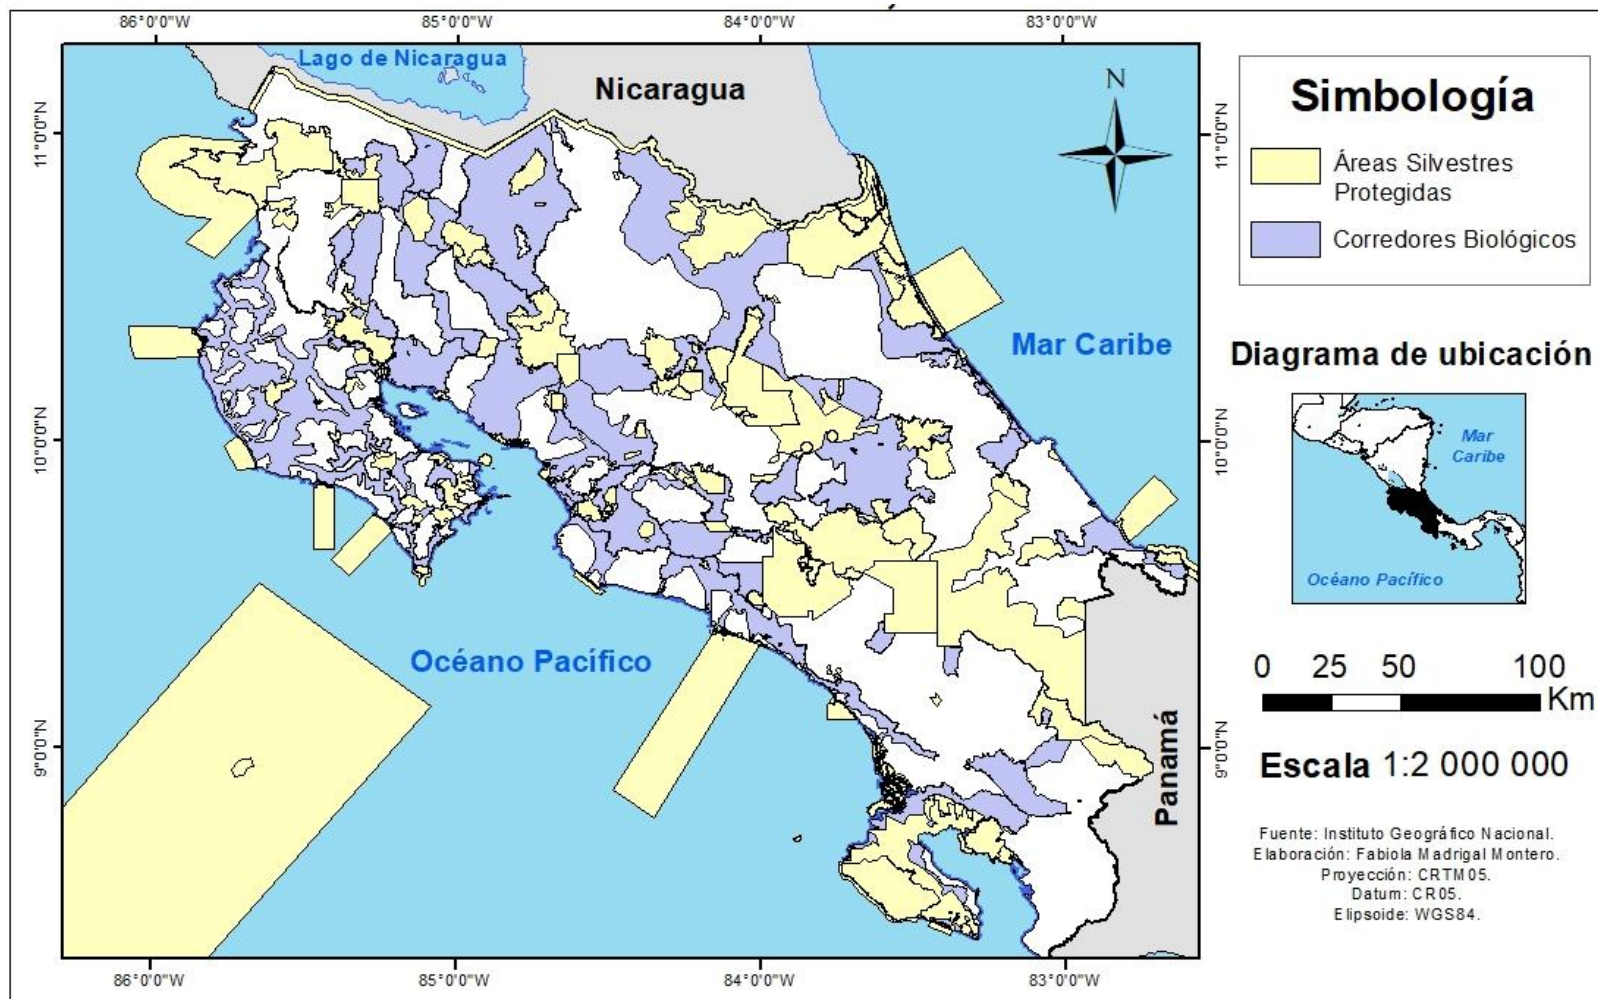 86°0'0"W
85°0'0"W
84°0'0"W
83°0'0"W
Lago de Nicaragua
Nicaragua
N
11°0'0"N
11°0'0"N
Simbología
Áreas Silvestres
Protegidas
Corredores Biológicos
Mar Caribe
Diagrama de ubicación
Mar
Caribe
Océano Pacífico
10°0'0"N
10°0'0"N
Océano Pacífico
0 25 50 100
Km
9°0'0"N
9°0'0"N
Panamá
Escala 1:2 000 000
Fuente: Instituto Geográfico Nacional.
Elaboración: Fabiola Madrigal Montero.
Proyección: CRTM05.
Datum: CR05.
Elipsoide: WGS84.
86°0'0"W
85°0'0"W
84°0'0"W
83°0'0"W